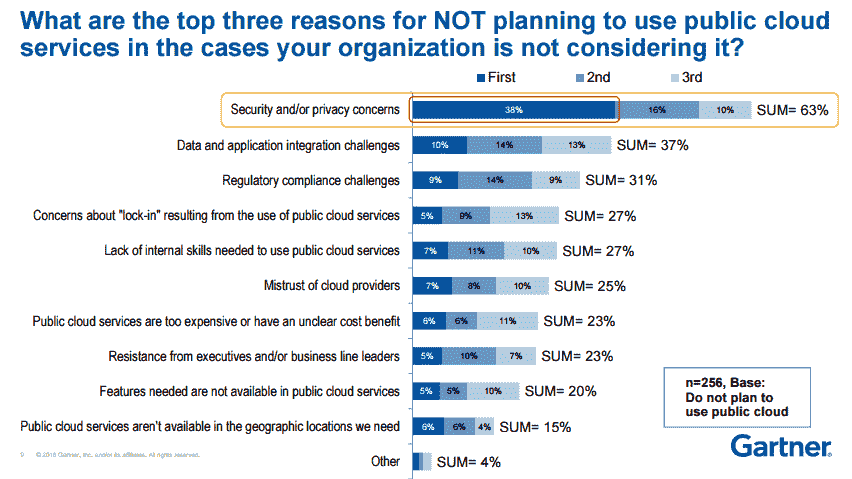 What are the top three reasons for NOT planning to use public cloud
services in the cases your organization is not considering it?
First 2nd 3rd
Security and/or privacy concerns 38% 16% 10% SUM= 63%
Data and application integration challenges 10% 14% 13% SUM= 37%
Regulatory compliance challenges 9% 14% 9% SUM= 31%
Concerns about "lock-in" resulting from the use of public cloud services 5% 9% 13% SUM= 27%
Lack of internal skills needed to use public cloud services 7% 11% 10% SUM= 27%
Mistrust of cloud providers 7% 8% 10% SUM= 25%
Public cloud services are too expensive or have an unclear cost benefit 6% 6% 11% SUM= 23%
Resistance from executives and/or business line leaders 5% 10% 7% SUM= 23%
Features needed are not available in public cloud services 5% 5% 10% SUM= 20%
Public cloud services aren't available in the geographic locations we need 6% 6% 4% SUM= 15%
Other SUM= 4%
n=256, Base:
Do not plan to
use public cloud
9 © 2016 Gartner, Inc. and/or its affiliates. All rights reserved.
Gartner